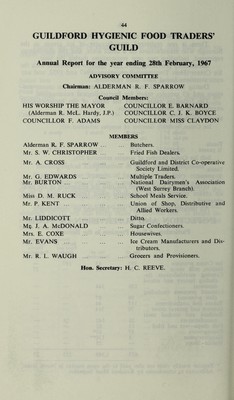 44
GUILDFORD HYGIENIC FOOD TRADERS'
GUILD
Annual Report for the year ending 28th February, 1967
ADVISORY COMMITTEE
Chairman: ALDERMAN R. F. SPARROW
Council Members:
HIS WORSHIP THE MAYOR COUNCILLOR E. BARNARD
(Alderman R. McL. Hardy, J.P.) COUNCILLOR C. J. K. BOYCE
COUNCILLOR F. ADAMS COUNCILLOR MISS CLAYDON
MEMBERS
Alderman R. F. SPARROW ... Butchers.
Mr. S. W. CHRISTOPHER ... Fried Fish Dealers.
Mr. A. CROSS Guildford and District Co-operative
Society Limited.
Mr. G. EDWARDS Multiple Traders.
Mr. BURTON ... National Dairymen's Association
(West Surrey Branch).
Miss D. M. RUCK School Meals Service.
Mr. P. KENT Union of Shop, Distributive and
Allied Workers.
Mr. LIDDICOTT Ditto.
Mg. J. A. McDONALD Sugar Confectioners.
Mrs. E. COXE Housewives.
Mr. EVANS Ice Cream Manufacturers and Dis-
tributors.
Mr. R. L. WAUGH ... Grocers and Provisioners.
Hon. Secretary: H. C. REEVE.